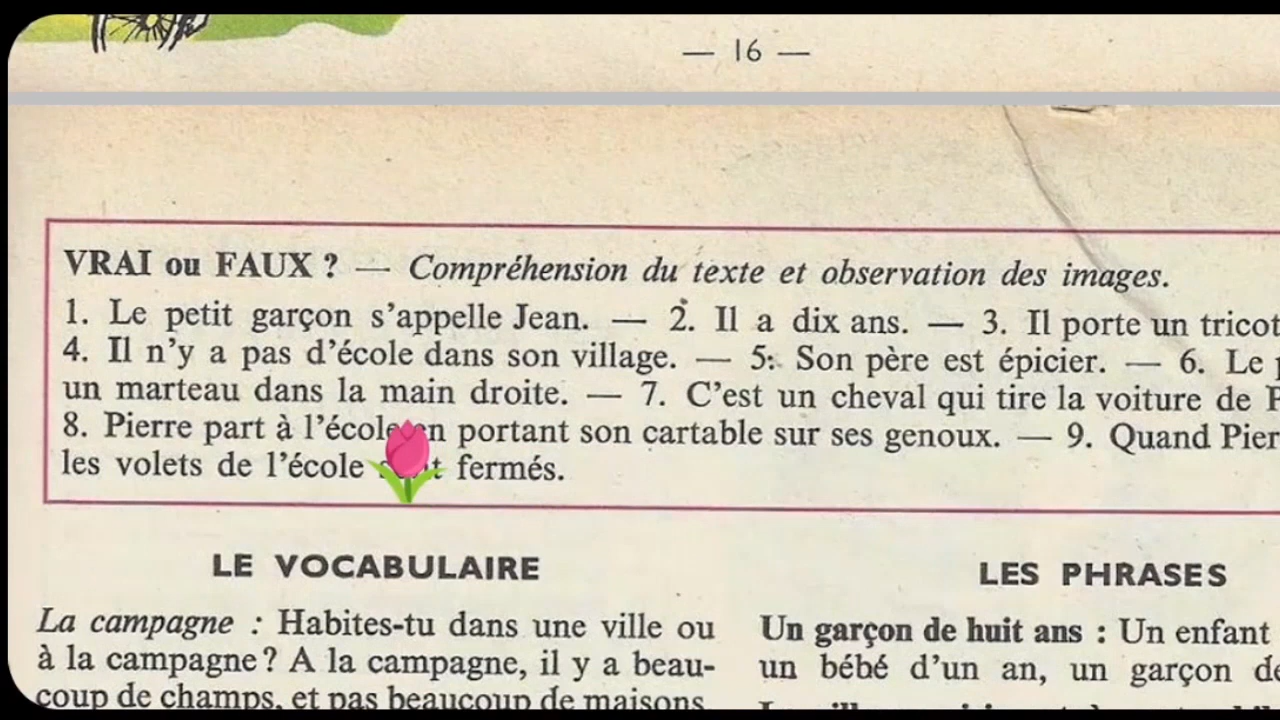 — 16 —
VRAI ou FAUX ? — Compréhension du texte et observation des images.
1. Le petit garçon s'appelle Jean. — 2. Il a dix ans. — 3. Il porte un tricot
4. Il n'y a pas d'école dans son village. — 5. Son père est épicier. — 6. Le
un marteau dans la main droite. — 7. C'est un cheval qui tire la voiture de
8. Pierre part à l'école en portant son cartable sur ses genoux. — 9. Quand
les volets de l'école sont fermés.
LE VOCABULAIRE
La campagne : Habites-tu dans une ville ou
à la campagne? A la campagne, il y a beau-
coup de champs, et pas beaucoup de maisons.
LES PHRASES
Un garçon de huit ans : Un enfant
un bébé d'un an, un garçon